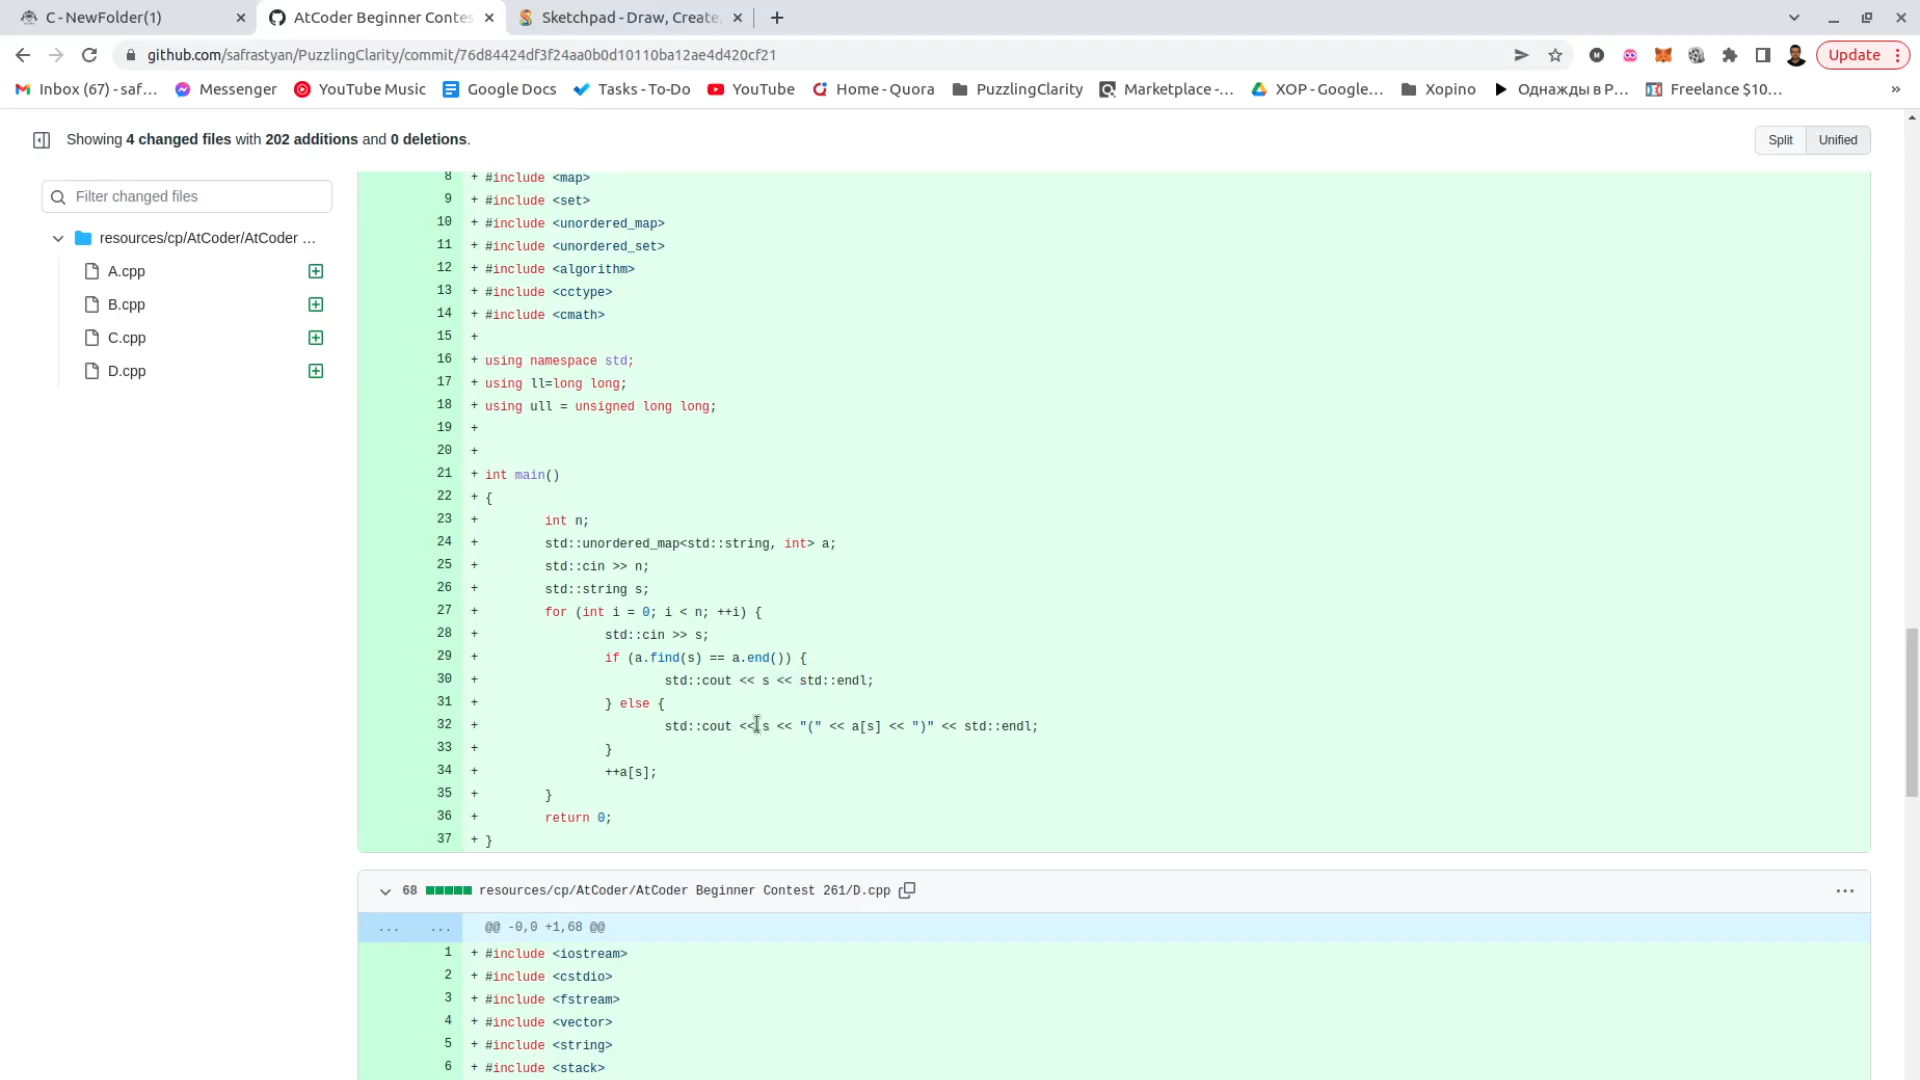 C - NewFolder(1)
AtCoder Beginner Contes
Sketchpad - Draw, Create,
github.com/safrastyan/PuzzlingClarity/commit/76d84424df3f24aa0b0d10110ba12ae4d420cf21
Update
Inbox (67) - saf...
Messenger
YouTube Music
Google Docs
Tasks - To-Do
YouTube
Home - Quora
PuzzlingClarity
Marketplace -...
XOP - Google...
Xopino
Однажды в Р...
Freelance $10...
»
Showing 4 changed files with 202 additions and 0 deletions.
Split
Unified
Filter changed files
resources/cp/AtCoder/AtCoder ...
A.cpp
B.cpp
C.cpp
D.cpp
8 + #include <map>
9 + #include <set>
10 + #include <unordered_map>
11 + #include <unordered_set>
12 + #include <algorithm>
13 + #include <cctype>
14 + #include <cmath>
15 +
16 + using namespace std;
17 + using ll=long long;
18 + using ull = unsigned long long;
19 +
20 +
21 + int main()
22 + {
23 + int n;
24 + std::unordered_map<std::string, int> a;
25 + std::cin >> n;
26 + std::string s;
27 + for (int i = 0; i < n; ++i) {
28 + std::cin >> s;
29 + if (a.find(s) == a.end()) {
30 + std::cout << s << std::endl;
31 + } else {
32 + std::cout << s << "(" << a[s] << ")" << std::endl;
33 + }
34 + ++a[s];
35 + }
36 + return 0;
37 + }
68 resources/cp/AtCoder/AtCoder Beginner Contest 261/D.cpp
... ... @@ -0,0 +1,68 @@
1 + #include <iostream>
2 + #include <cstdio>
3 + #include <fstream>
4 + #include <vector>
5 + #include <string>
6 + #include <stack>